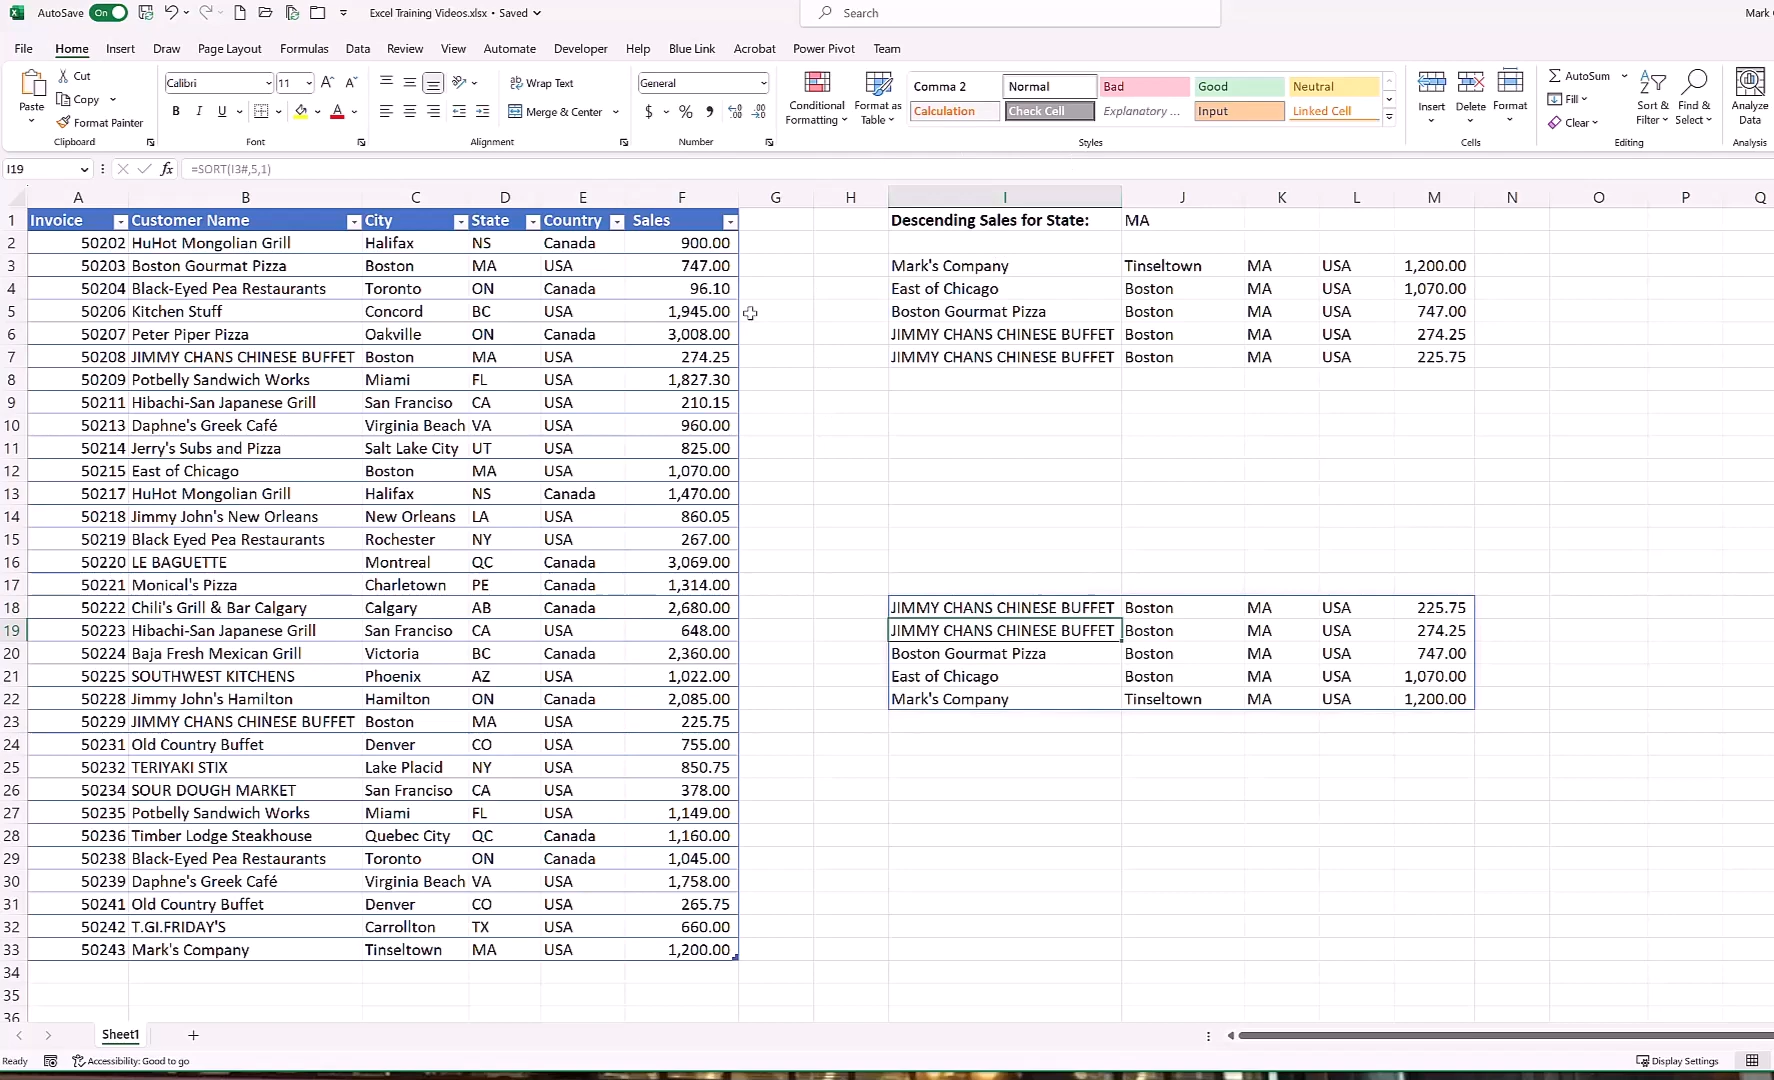 AutoSave On Excel Training Videos.xlsx • Saved Search Mark
File Home Insert Draw Page Layout Formulas Data Review View Automate Developer Help Blue Link Acrobat Power Pivot Team
Paste Cut Copy Format Painter Clipboard
Calibri 11 B I U Font
Wrap Text Merge & Center Alignment
General $ % Number
Conditional Formatting Format as Table
Comma 2 Normal Bad Good Neutral
Calculation Check Cell Explanatory ... Input Linked Cell
Styles
Insert Delete Format Cells
AutoSum Fill Clear Sort & Filter Find & Select Editing
Analyze Data Analysis
I19 fx =SORT(I3#,5,1)
A B C D E F G H I J K L M N O P Q
1 Invoice Customer Name City State Country Sales Descending Sales for State: MA
2 50202 HuHot Mongolian Grill Halifax NS Canada 900.00
3 50203 Boston Gourmat Pizza Boston MA USA 747.00 Mark's Company Tinseltown MA USA 1,200.00
4 50204 Black-Eyed Pea Restaurants Toronto ON Canada 96.10 East of Chicago Boston MA USA 1,070.00
5 50206 Kitchen Stuff Concord BC USA 1,945.00 Boston Gourmat Pizza Boston MA USA 747.00
6 50207 Peter Piper Pizza Oakville ON Canada 3,008.00 JIMMY CHANS CHINESE BUFFET Boston MA USA 274.25
7 50208 JIMMY CHANS CHINESE BUFFET Boston MA USA 274.25 JIMMY CHANS CHINESE BUFFET Boston MA USA 225.75
8 50209 Potbelly Sandwich Works Miami FL USA 1,827.30
9 50211 Hibachi-San Japanese Grill San Franciso CA USA 210.15
10 50213 Daphne's Greek Café Virginia Beach VA USA 960.00
11 50214 Jerry's Subs and Pizza Salt Lake City UT USA 825.00
12 50215 East of Chicago Boston MA USA 1,070.00
13 50217 HuHot Mongolian Grill Halifax NS Canada 1,470.00
14 50218 Jimmy John's New Orleans New Orleans LA USA 860.05
15 50219 Black Eyed Pea Restaurants Rochester NY USA 267.00
16 50220 LE BAGUETTE Montreal QC Canada 3,069.00
17 50221 Monical's Pizza Charletown PE Canada 1,314.00
18 50222 Chili's Grill & Bar Calgary Calgary AB Canada 2,680.00 JIMMY CHANS CHINESE BUFFET Boston MA USA 225.75
19 50223 Hibachi-San Japanese Grill San Franciso CA USA 648.00 JIMMY CHANS CHINESE BUFFET Boston MA USA 274.25
20 50224 Baja Fresh Mexican Grill Victoria BC Canada 2,360.00 Boston Gourmat Pizza Boston MA USA 747.00
21 50225 SOUTHWEST KITCHENS Phoenix AZ USA 1,022.00 East of Chicago Boston MA USA 1,070.00
22 50228 Jimmy John's Hamilton Hamilton ON Canada 2,085.00 Mark's Company Tinseltown MA USA 1,200.00
23 50229 JIMMY CHANS CHINESE BUFFET Boston MA USA 225.75
24 50231 Old Country Buffet Denver CO USA 755.00
25 50232 TERIYAKI STIX Lake Placid NY USA 850.75
26 50234 SOUR DOUGH MARKET San Franciso CA USA 378.00
27 50235 Potbelly Sandwich Works Miami FL USA 1,149.00
28 50236 Timber Lodge Steakhouse Quebec City QC Canada 1,160.00
29 50238 Black-Eyed Pea Restaurants Toronto ON Canada 1,045.00
30 50239 Daphne's Greek Café Virginia Beach VA USA 1,758.00
31 50241 Old Country Buffet Denver CO USA 265.75
32 50242 T.GI.FRIDAY'S Carrollton TX USA 660.00
33 50243 Mark's Company Tinseltown MA USA 1,200.00
34
35
36
Sheet1
Ready Accessibility: Good to go Display Settings